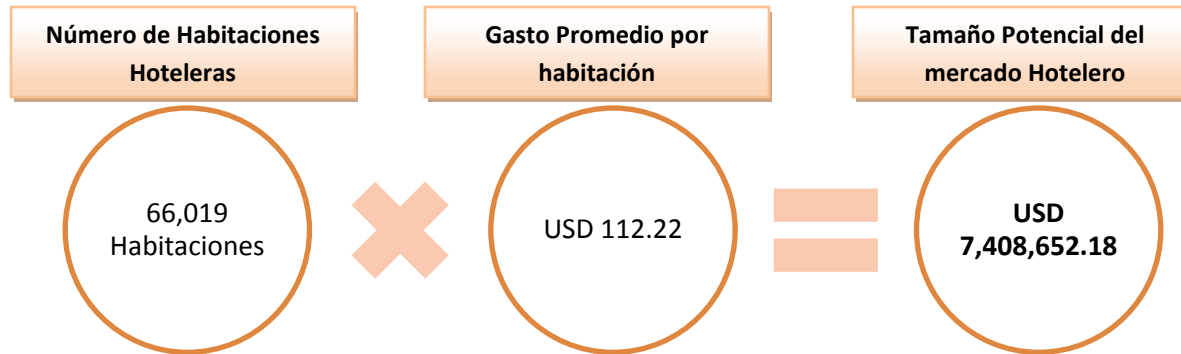 Número de Habitaciones
Hoteleras
Gasto Promedio por
habitación
Tamaño Potencial del
mercado Hotelero
66,019
Habitaciones
USD 112.22
USD
7,408,652.18